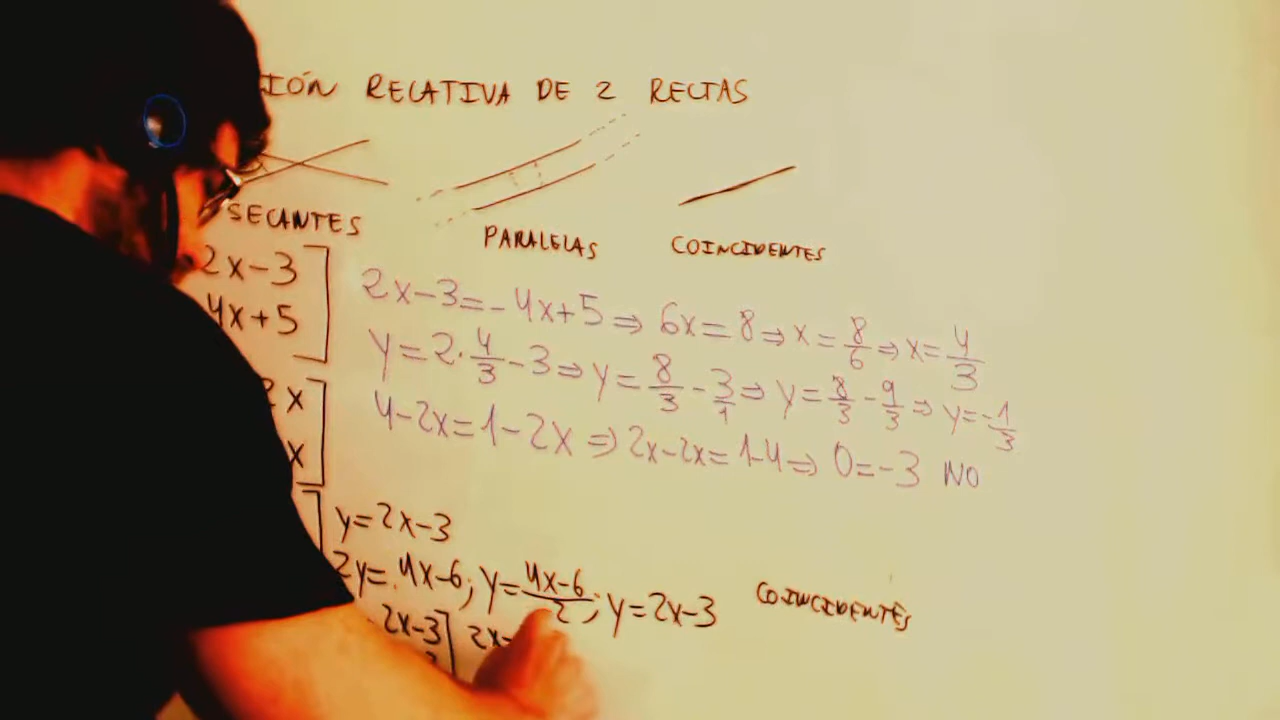 IÓN RELATIVA DE 2 RECTAS
SECANTES PARALELAS COINCIDENTES
2x-3
4x+5
2x-3=-4x+5⇒6x=8⇒x=8/6⇒x=4/3
y=2·4/3-3⇒y=8/3-3/1⇒y=8/3-9/3⇒y=-1/3
x
4-2x=1-2x⇒2x-2x=1-4⇒0=-3 NO
x
y=2x-3
2y=4x-6; y=4x-6/2; y=2x-3 COINCIDENTES
2x-3] 2x-